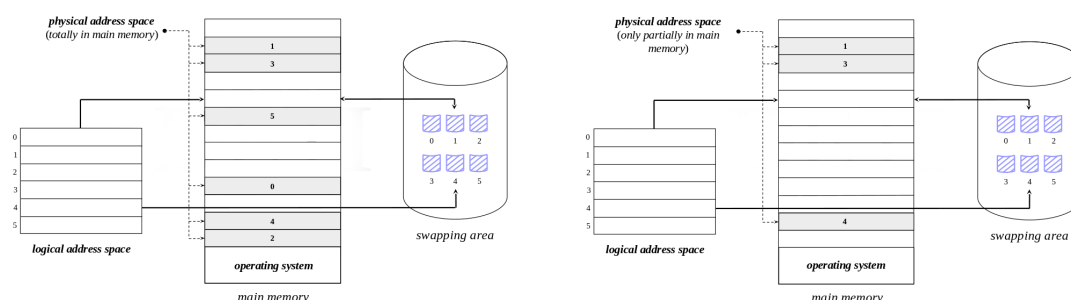 physical address space
(totally in main memory)
1
3
5
0
4
2
operating system
main memory
0
1
2
3
4
5
logical address space
0 1 2
3 4 5
swapping area
physical address space
(only partially in main
memory)
1
3
4
operating system
main memory
0
1
2
3
4
5
logical address space
0 1 2
3 4 5
swapping area